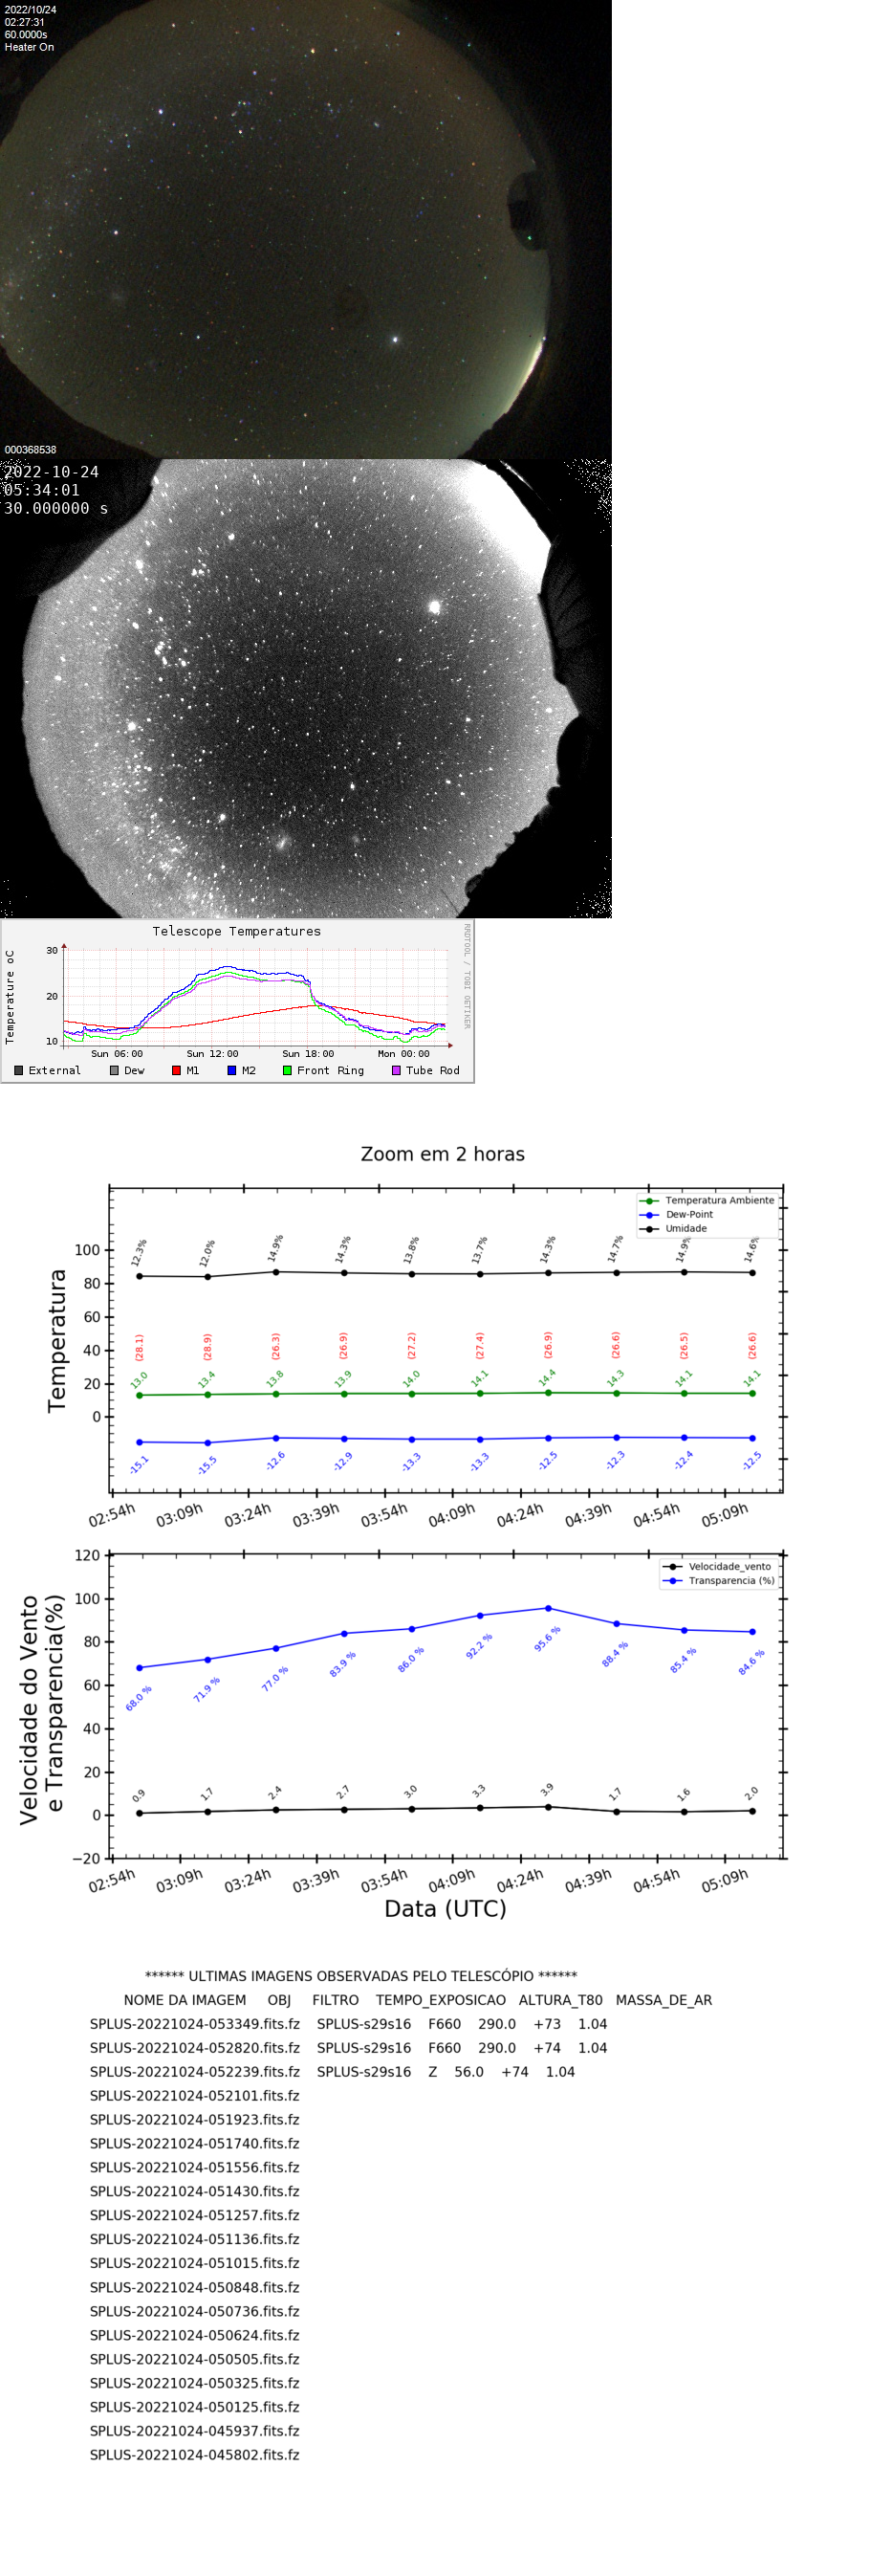 2022/10/24
02:27:31
60.0000s
Heater On
000368538
2022-10-24
05:34:01
30.000000 s
Telescope Temperatures
RRDTOOL / TOBI OETIKER
Temperature oC
30
20
10
Sun 06:00 Sun 12:00 Sun 18:00 Mon 00:00
External Dew M1 M2 Front Ring Tube Rod
Zoom em 2 horas
Temperatura Ambiente
Dew-Point
Umidade
Temperatura
100
80
60
40
20
0
12.3% 12.0% 14.9% 14.3% 13.8% 13.7% 14.3% 14.7% 14.9% 14.6%
(28.1) (28.9) (26.3) (26.9) (27.2) (27.4) (26.9) (26.6) (26.5) (26.6)
13.0 13.4 13.8 13.9 14.0 14.1 14.4 14.3 14.1 14.1
-15.1 -15.5 -12.6 -12.9 -13.3 -13.3 -12.5 -12.3 -12.4 -12.5
02:54h 03:09h 03:24h 03:39h 03:54h 04:09h 04:24h 04:39h 04:54h 05:09h
Velocidade_vento
Transparencia (%)
Velocidade do Vento
e Transparencia(%)
120
100
80
60
40
20
0
−20
68.0 % 71.9 % 77.0 % 83.9 % 86.0 % 92.2 % 95.6 % 88.4 % 85.4 % 84.6 %
0.9 1.7 2.4 2.7 3.0 3.3 3.9 1.7 1.6 2.0
02:54h 03:09h 03:24h 03:39h 03:54h 04:09h 04:24h 04:39h 04:54h 05:09h
Data (UTC)
****** ULTIMAS IMAGENS OBSERVADAS PELO TELESCÓPIO ******
NOME DA IMAGEM OBJ FILTRO TEMPO_EXPOSICAO ALTURA_T80 MASSA_DE_AR
SPLUS-20221024-053349.fits.fz SPLUS-s29s16 F660 290.0 +73 1.04
SPLUS-20221024-052820.fits.fz SPLUS-s29s16 F660 290.0 +74 1.04
SPLUS-20221024-052239.fits.fz SPLUS-s29s16 Z 56.0 +74 1.04
SPLUS-20221024-052101.fits.fz
SPLUS-20221024-051923.fits.fz
SPLUS-20221024-051740.fits.fz
SPLUS-20221024-051556.fits.fz
SPLUS-20221024-051430.fits.fz
SPLUS-20221024-051257.fits.fz
SPLUS-20221024-051136.fits.fz
SPLUS-20221024-051015.fits.fz
SPLUS-20221024-050848.fits.fz
SPLUS-20221024-050736.fits.fz
SPLUS-20221024-050624.fits.fz
SPLUS-20221024-050505.fits.fz
SPLUS-20221024-050325.fits.fz
SPLUS-20221024-050125.fits.fz
SPLUS-20221024-045937.fits.fz
SPLUS-20221024-045802.fits.fz